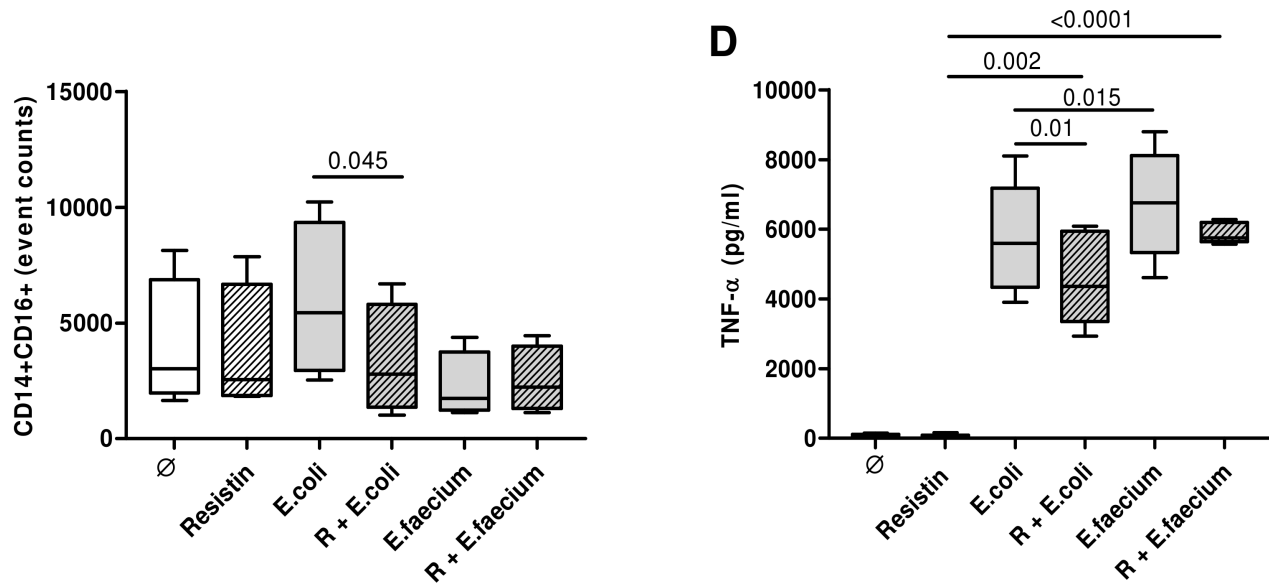 CD14+CD16+ (event counts)
15000
10000
5000
0
0.045
∅
Resistin
E.coli
R + E.coli
E.faecium
R + E.faecium
D
TNF-α (pg/ml)
10000
8000
6000
4000
2000
0
<0.0001
0.002
0.015
0.01
∅
Resistin
E.coli
R + E.coli
E.faecium
R + E.faecium